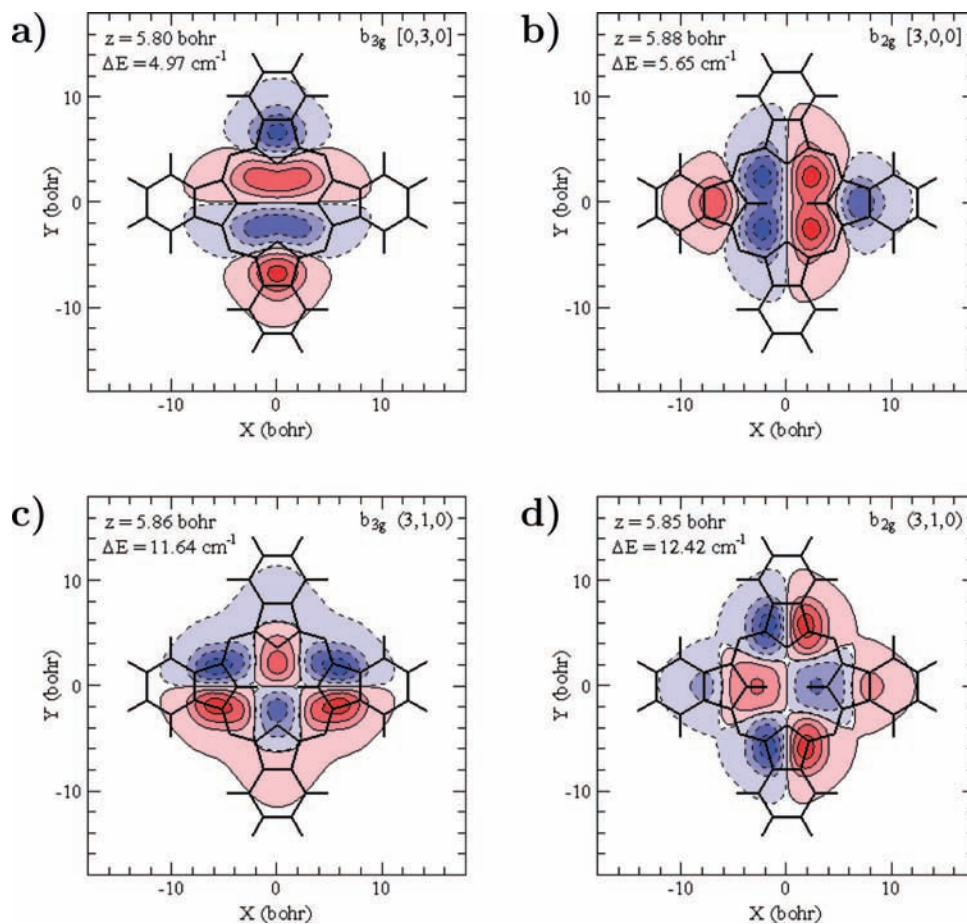 a)
z = 5.80 bohr
ΔE = 4.97 cm⁻¹
b₃g [0,3,0]
10
0
-10
Y (bohr)
-10
0
10
X (bohr)
b)
z = 5.88 bohr
ΔE = 5.65 cm⁻¹
b₂g [3,0,0]
10
0
-10
Y (bohr)
-10
0
10
X (bohr)
c)
z = 5.86 bohr
ΔE = 11.64 cm⁻¹
b₃g (3,1,0)
10
0
-10
Y (bohr)
-10
0
10
X (bohr)
d)
z = 5.85 bohr
ΔE = 12.42 cm⁻¹
b₂g (3,1,0)
10
0
-10
Y (bohr)
-10
0
10
X (bohr)